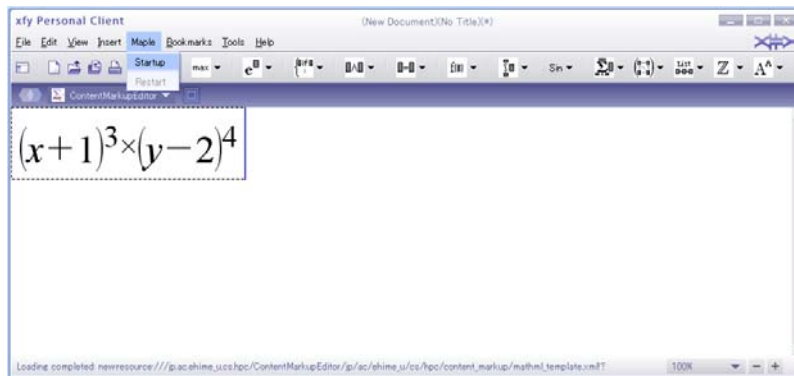 xfy Personal Client (New Document)(No Title)(*)
File Edit View Insert Maple Bookmarks Tools Help
Startup
Restart
max e f(x) Sin LIST Z A^A
ContentMarkupEditor
(x+1)^3×(y−2)^4
Loading completed: newresource:///jp.ac.ehime_u.cs.hpc/ContentMarkupEditor/jp/ac/ehime_u/cs/hpc/content_markup/mathml_template.xml!T 100% − +